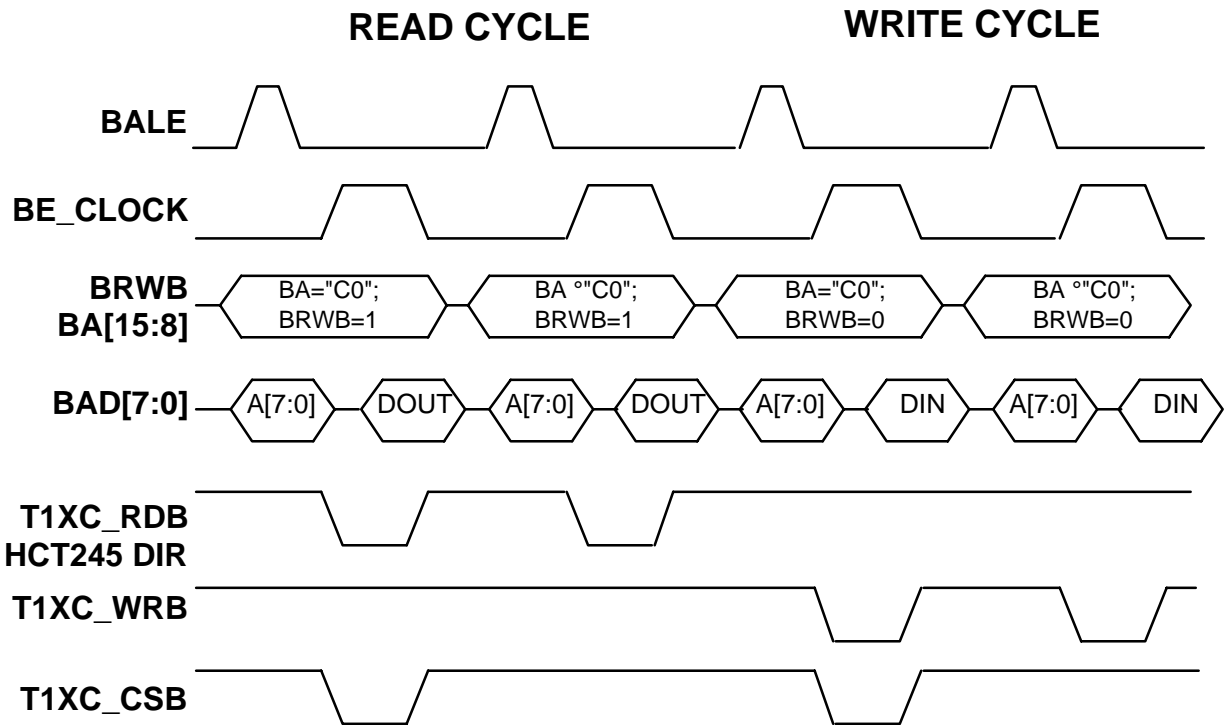 READ CYCLE
WRITE CYCLE
BALE
BE_CLOCK
BRWB
BA[15:8]
BA="C0";
BRWB=1
BA °"C0";
BRWB=1
BA="C0";
BRWB=0
BA °"C0";
BRWB=0
BAD[7:0]
A[7:0]
DOUT
A[7:0]
DOUT
A[7:0]
DIN
A[7:0]
DIN
T1XC_RDB
HCT245 DIR
T1XC_WRB
T1XC_CSB